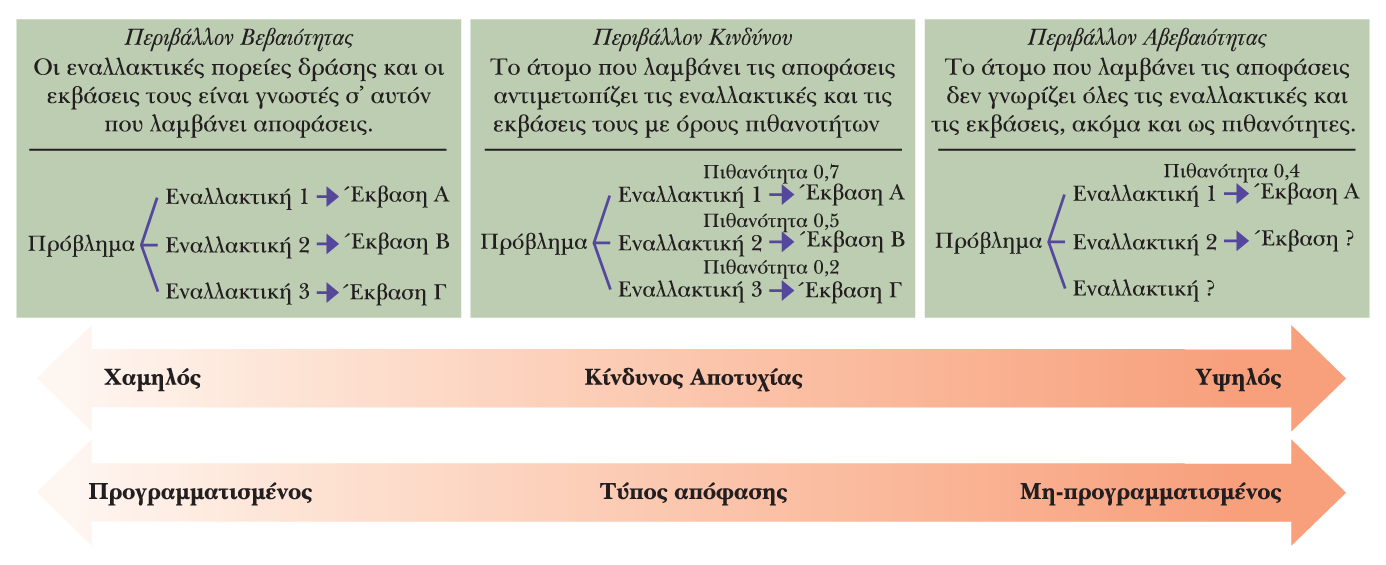 Περιβάλλον Βεβαιότητας
Οι εναλλακτικές πορείες δράσης και οι
εκβάσεις τους είναι γνωστές σ’ αυτόν
που λαμβάνει αποφάσεις.
Εναλλακτική 1 Έκβαση Α
Πρόβλημα Εναλλακτική 2 Έκβαση Β
Εναλλακτική 3 Έκβαση Γ
Περιβάλλον Κινδύνου
Το άτομο που λαμβάνει τις αποφάσεις
αντιμετωπίζει τις εναλλακτικές και τις
εκβάσεις τους με όρους πιθανοτήτων
Πιθανότητα 0,7
Εναλλακτική 1 Έκβαση Α
Πιθανότητα 0,5
Πρόβλημα Εναλλακτική 2 Έκβαση Β
Πιθανότητα 0,2
Εναλλακτική 3 Έκβαση Γ
Περιβάλλον Αβεβαιότητας
Το άτομο που λαμβάνει τις αποφάσεις
δεν γνωρίζει όλες τις εναλλακτικές και
τις εκβάσεις, ακόμα και ως πιθανότητες.
Πιθανότητα 0,4
Εναλλακτική 1 Έκβαση Α
Πρόβλημα Εναλλακτική 2 Έκβαση ?
Εναλλακτική ?
Χαμηλός Κίνδυνος Αποτυχίας Υψηλός
Προγραμματισμένος Τύπος απόφασης Μη-προγραμματισμένος